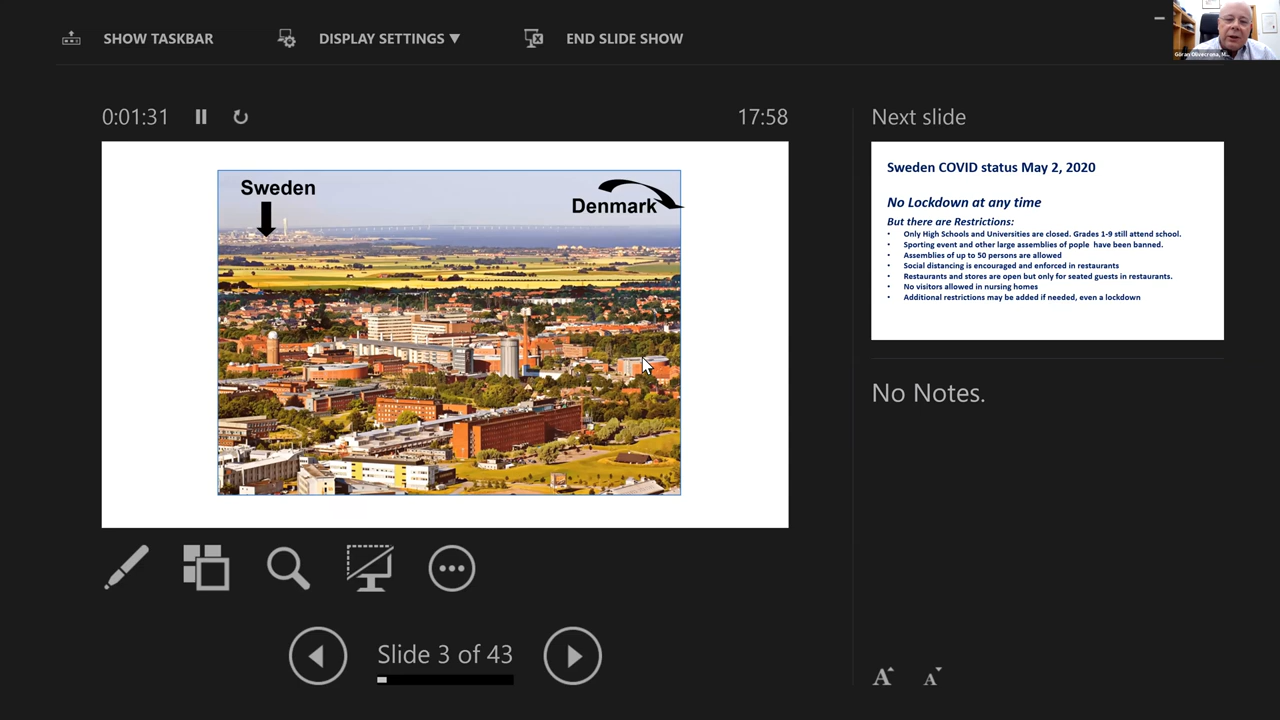 SHOW TASKBAR
DISPLAY SETTINGS ▼
END SLIDE SHOW
Göran Olivecrona, M...
0:01:31
17:58
Next slide
Sweden
Denmark
Sweden COVID status May 2, 2020
No Lockdown at any time
But there are Restrictions:
• Only High Schools and Universities are closed. Grades 1-9 still attend school.
• Sporting event and other large assemblies of pople have been banned.
• Assemblies of up to 50 persons are allowed
• Social distancing is encouraged and enforced in restaurants
• Restaurants and stores are open but only for seated guests in restaurants.
• No visitors allowed in nursing homes
• Additional restrictions may be added if needed, even a lockdown
No Notes.
Slide 3 of 43
A A